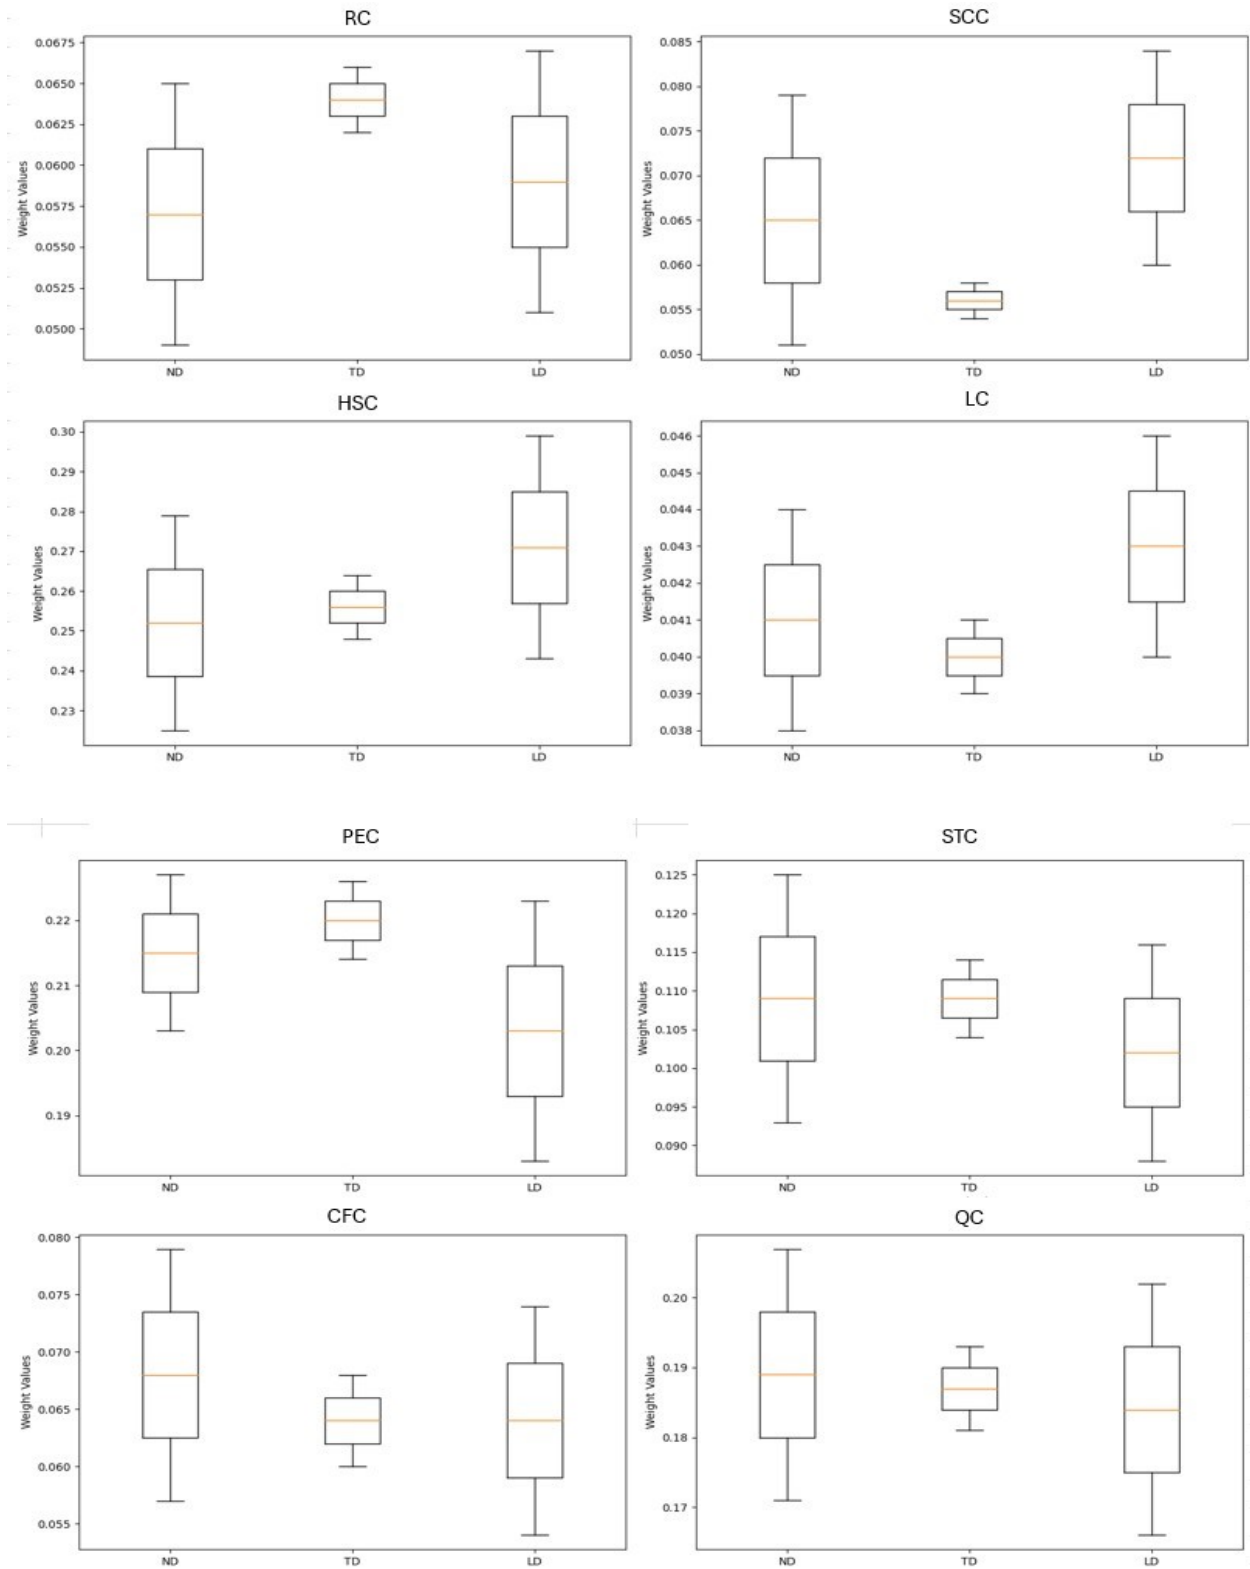 RC
0.0675
0.0650
0.0625
0.0600
0.0575
0.0550
0.0525
0.0500
Weight Values
ND TD LD
SCC
0.085
0.080
0.075
0.070
0.065
0.060
0.055
0.050
Weight Values
ND TD LD
HSC
0.30
0.29
0.28
0.27
0.26
0.25
0.24
0.23
Weight Values
ND TD LD
LC
0.046
0.045
0.044
0.043
0.042
0.041
0.040
0.039
0.038
Weight Values
ND TD LD
PEC
0.22
0.21
0.20
0.19
Weight Values
ND TD LD
STC
0.125
0.120
0.115
0.110
0.105
0.100
0.095
0.090
Weight Values
ND TD LD
CFC
0.080
0.075
0.070
0.065
0.060
0.055
Weight Values
ND TD LD
QC
0.20
0.19
0.18
0.17
Weight Values
ND TD LD